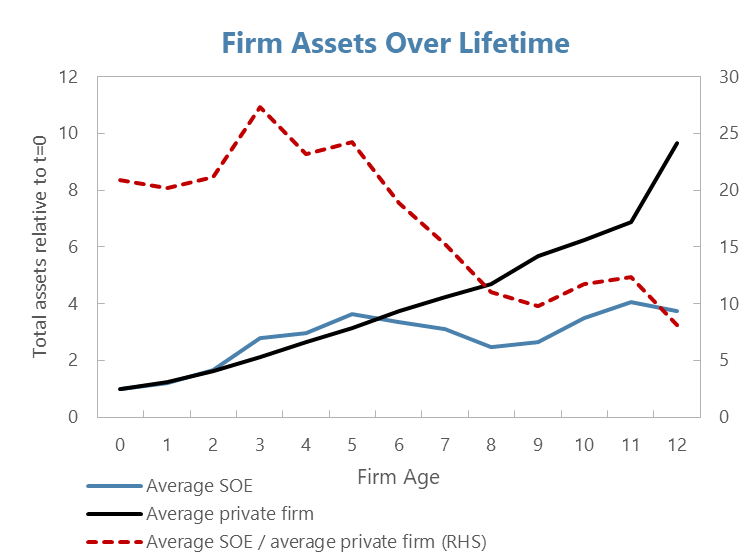 Firm Assets Over Lifetime
12
10
8
6
4
2
0
Total assets relative to t=0
30
25
20
15
10
5
0
0 1 2 3 4 5 6 7 8 9 10 11 12
Firm Age
Average SOE
Average private firm
Average SOE / average private firm (RHS)